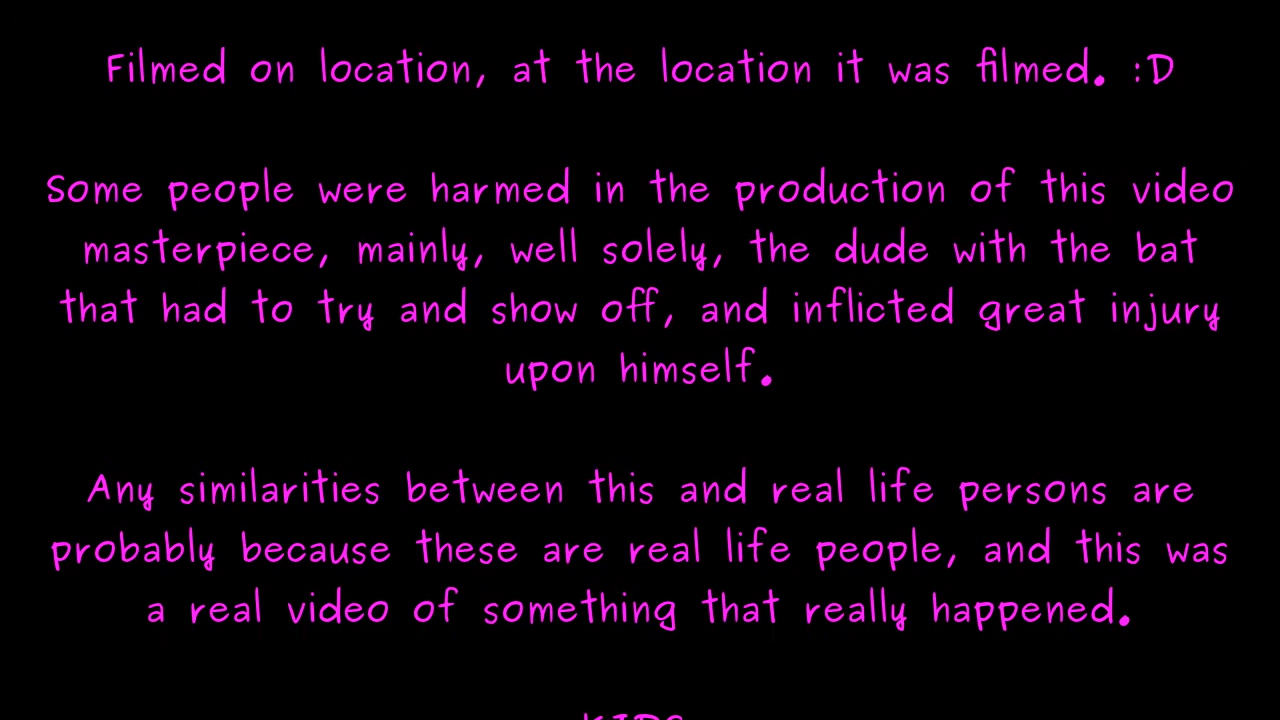 Filmed on location, at the location it was filmed. :D
Some people were harmed in the production of this video
masterpiece, mainly, well solely, the dude with the bat
that had to try and show off, and inflicted great injury
upon himself.
Any similarities between this and real life persons are
probably because these are real life people, and this was
a real video of something that really happened.